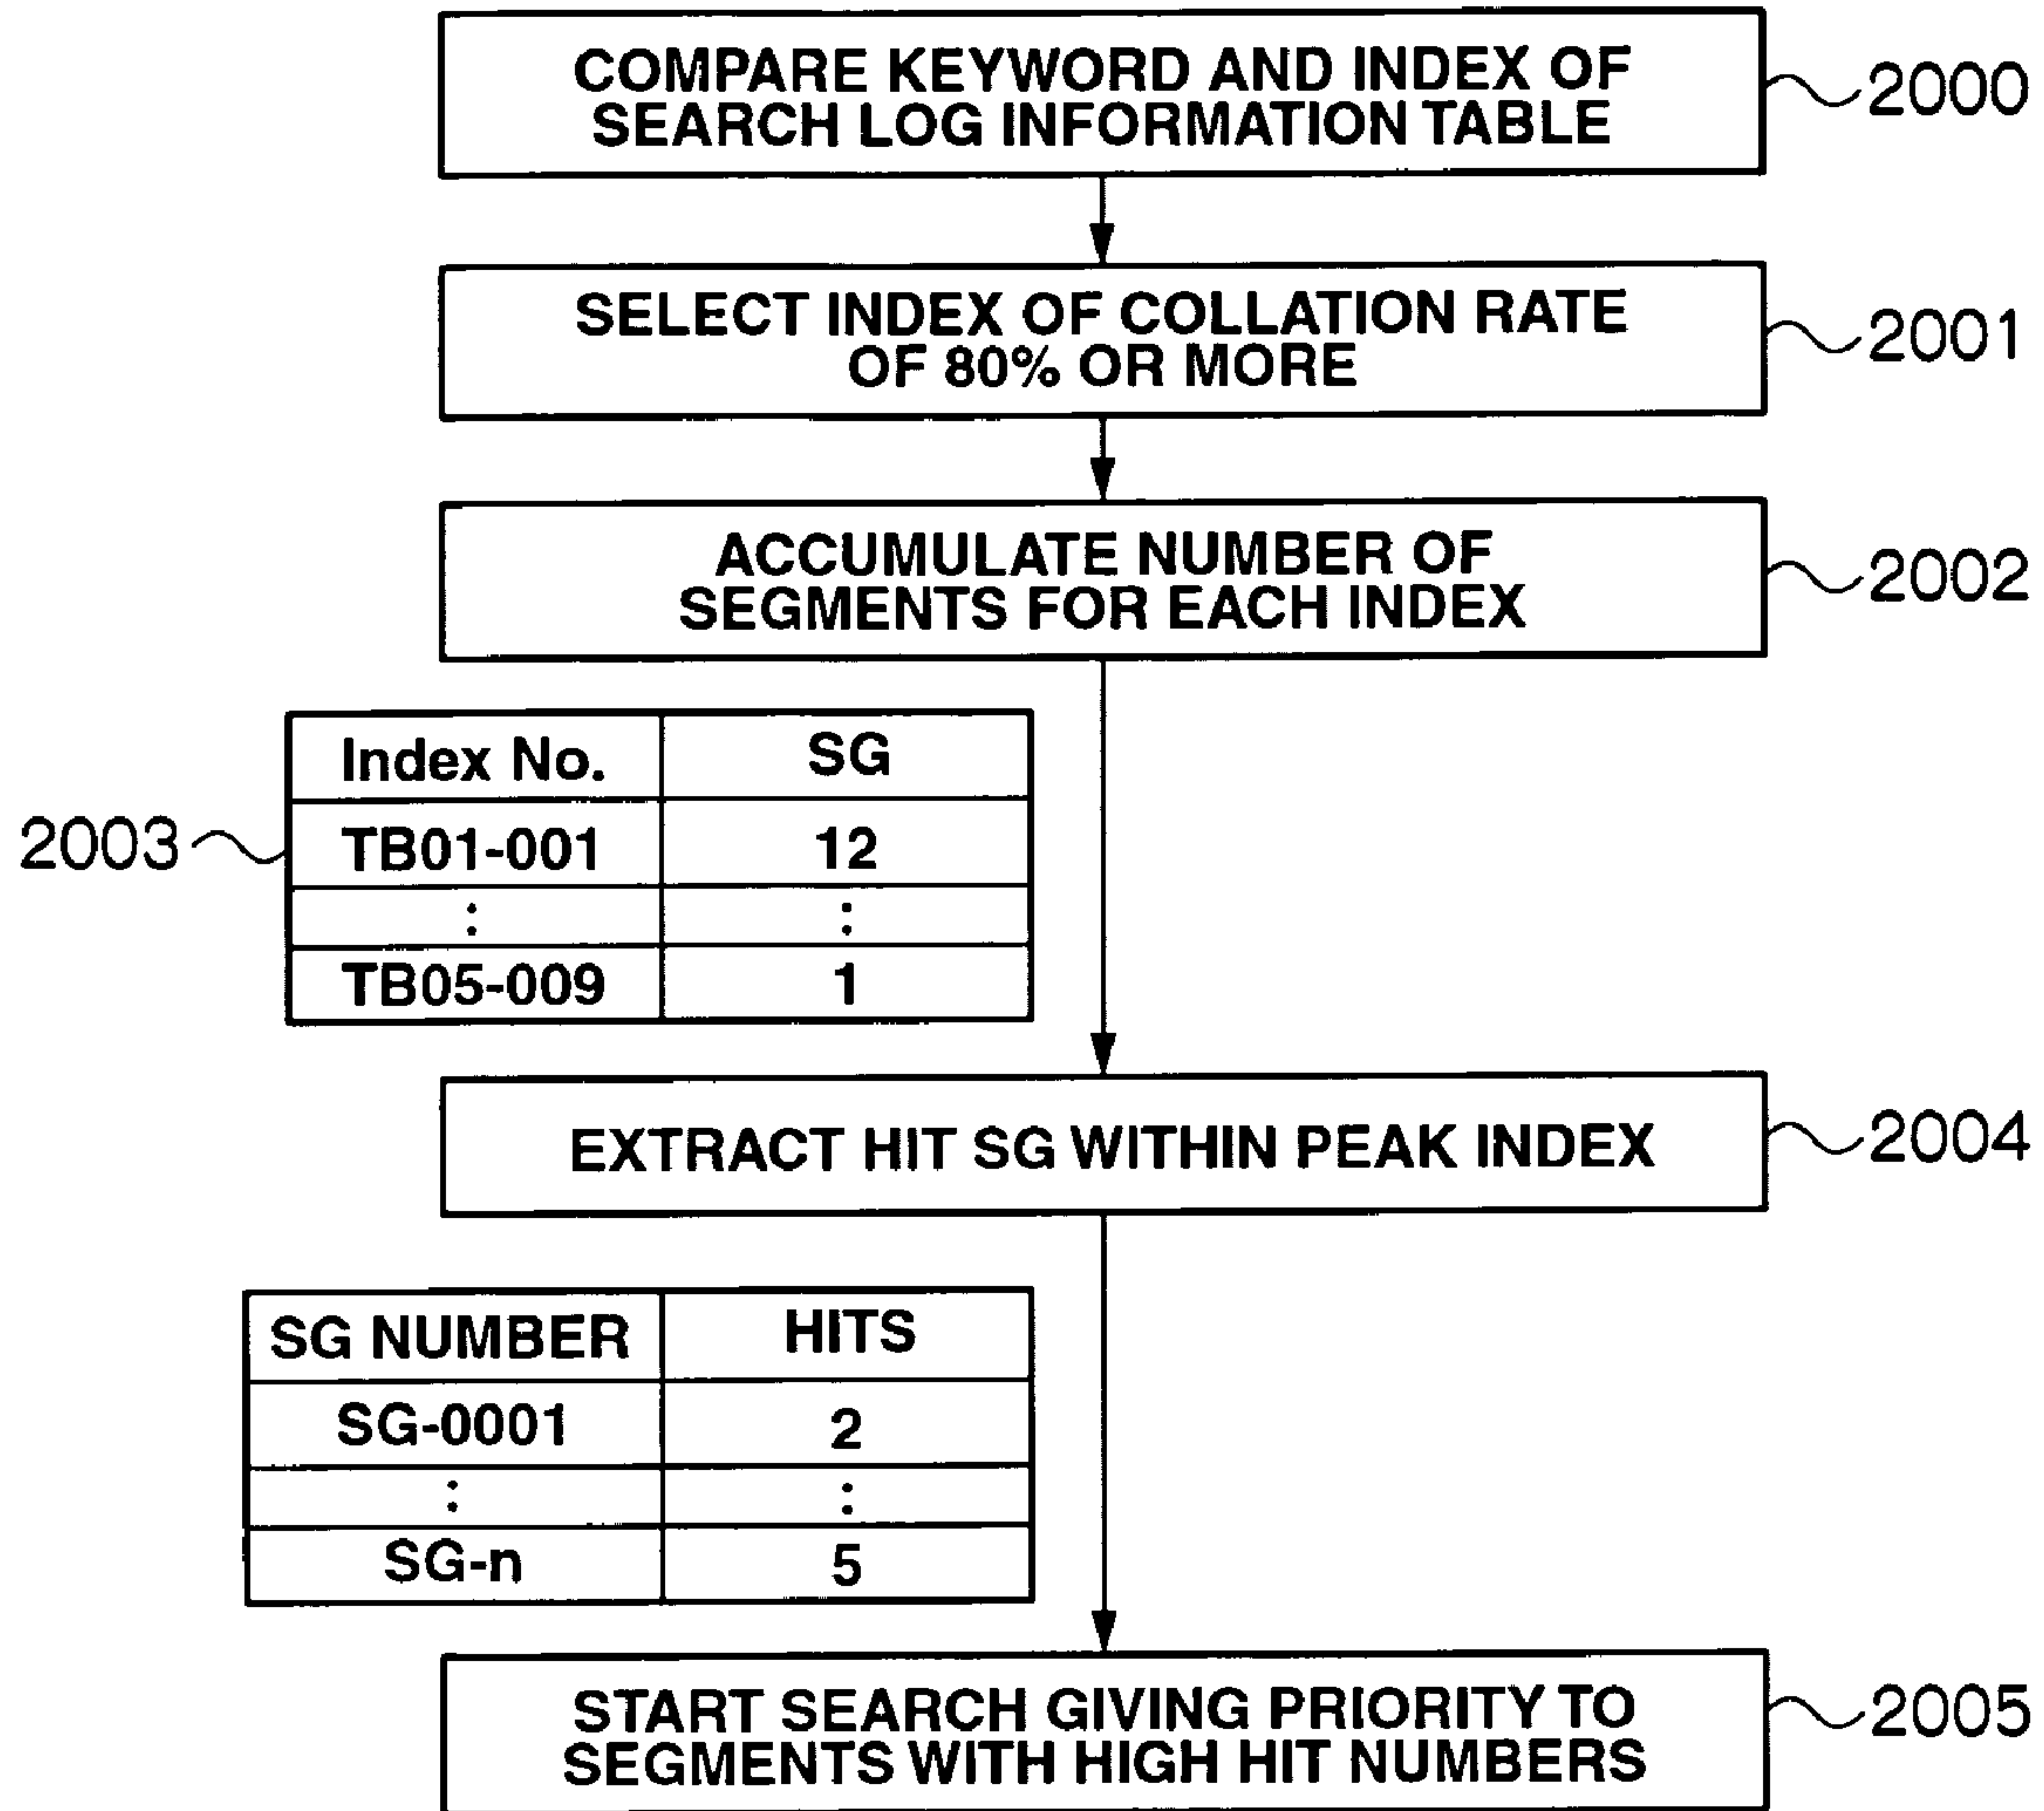 COMPARE KEYWORD AND INDEX OF
SEARCH LOG INFORMATION TABLE
2000
SELECT INDEX OF COLLATION RATE
OF 80% OR MORE
2001
ACCUMULATE NUMBER OF
SEGMENTS FOR EACH INDEX
2002
Index No. SG
2003 TB01-001 12
: :
TB05-009 1
EXTRACT HIT SG WITHIN PEAK INDEX 2004
SG NUMBER HITS
SG-0001 2
: :
SG-n 5
START SEARCH GIVING PRIORITY TO
SEGMENTS WITH HIGH HIT NUMBERS
2005